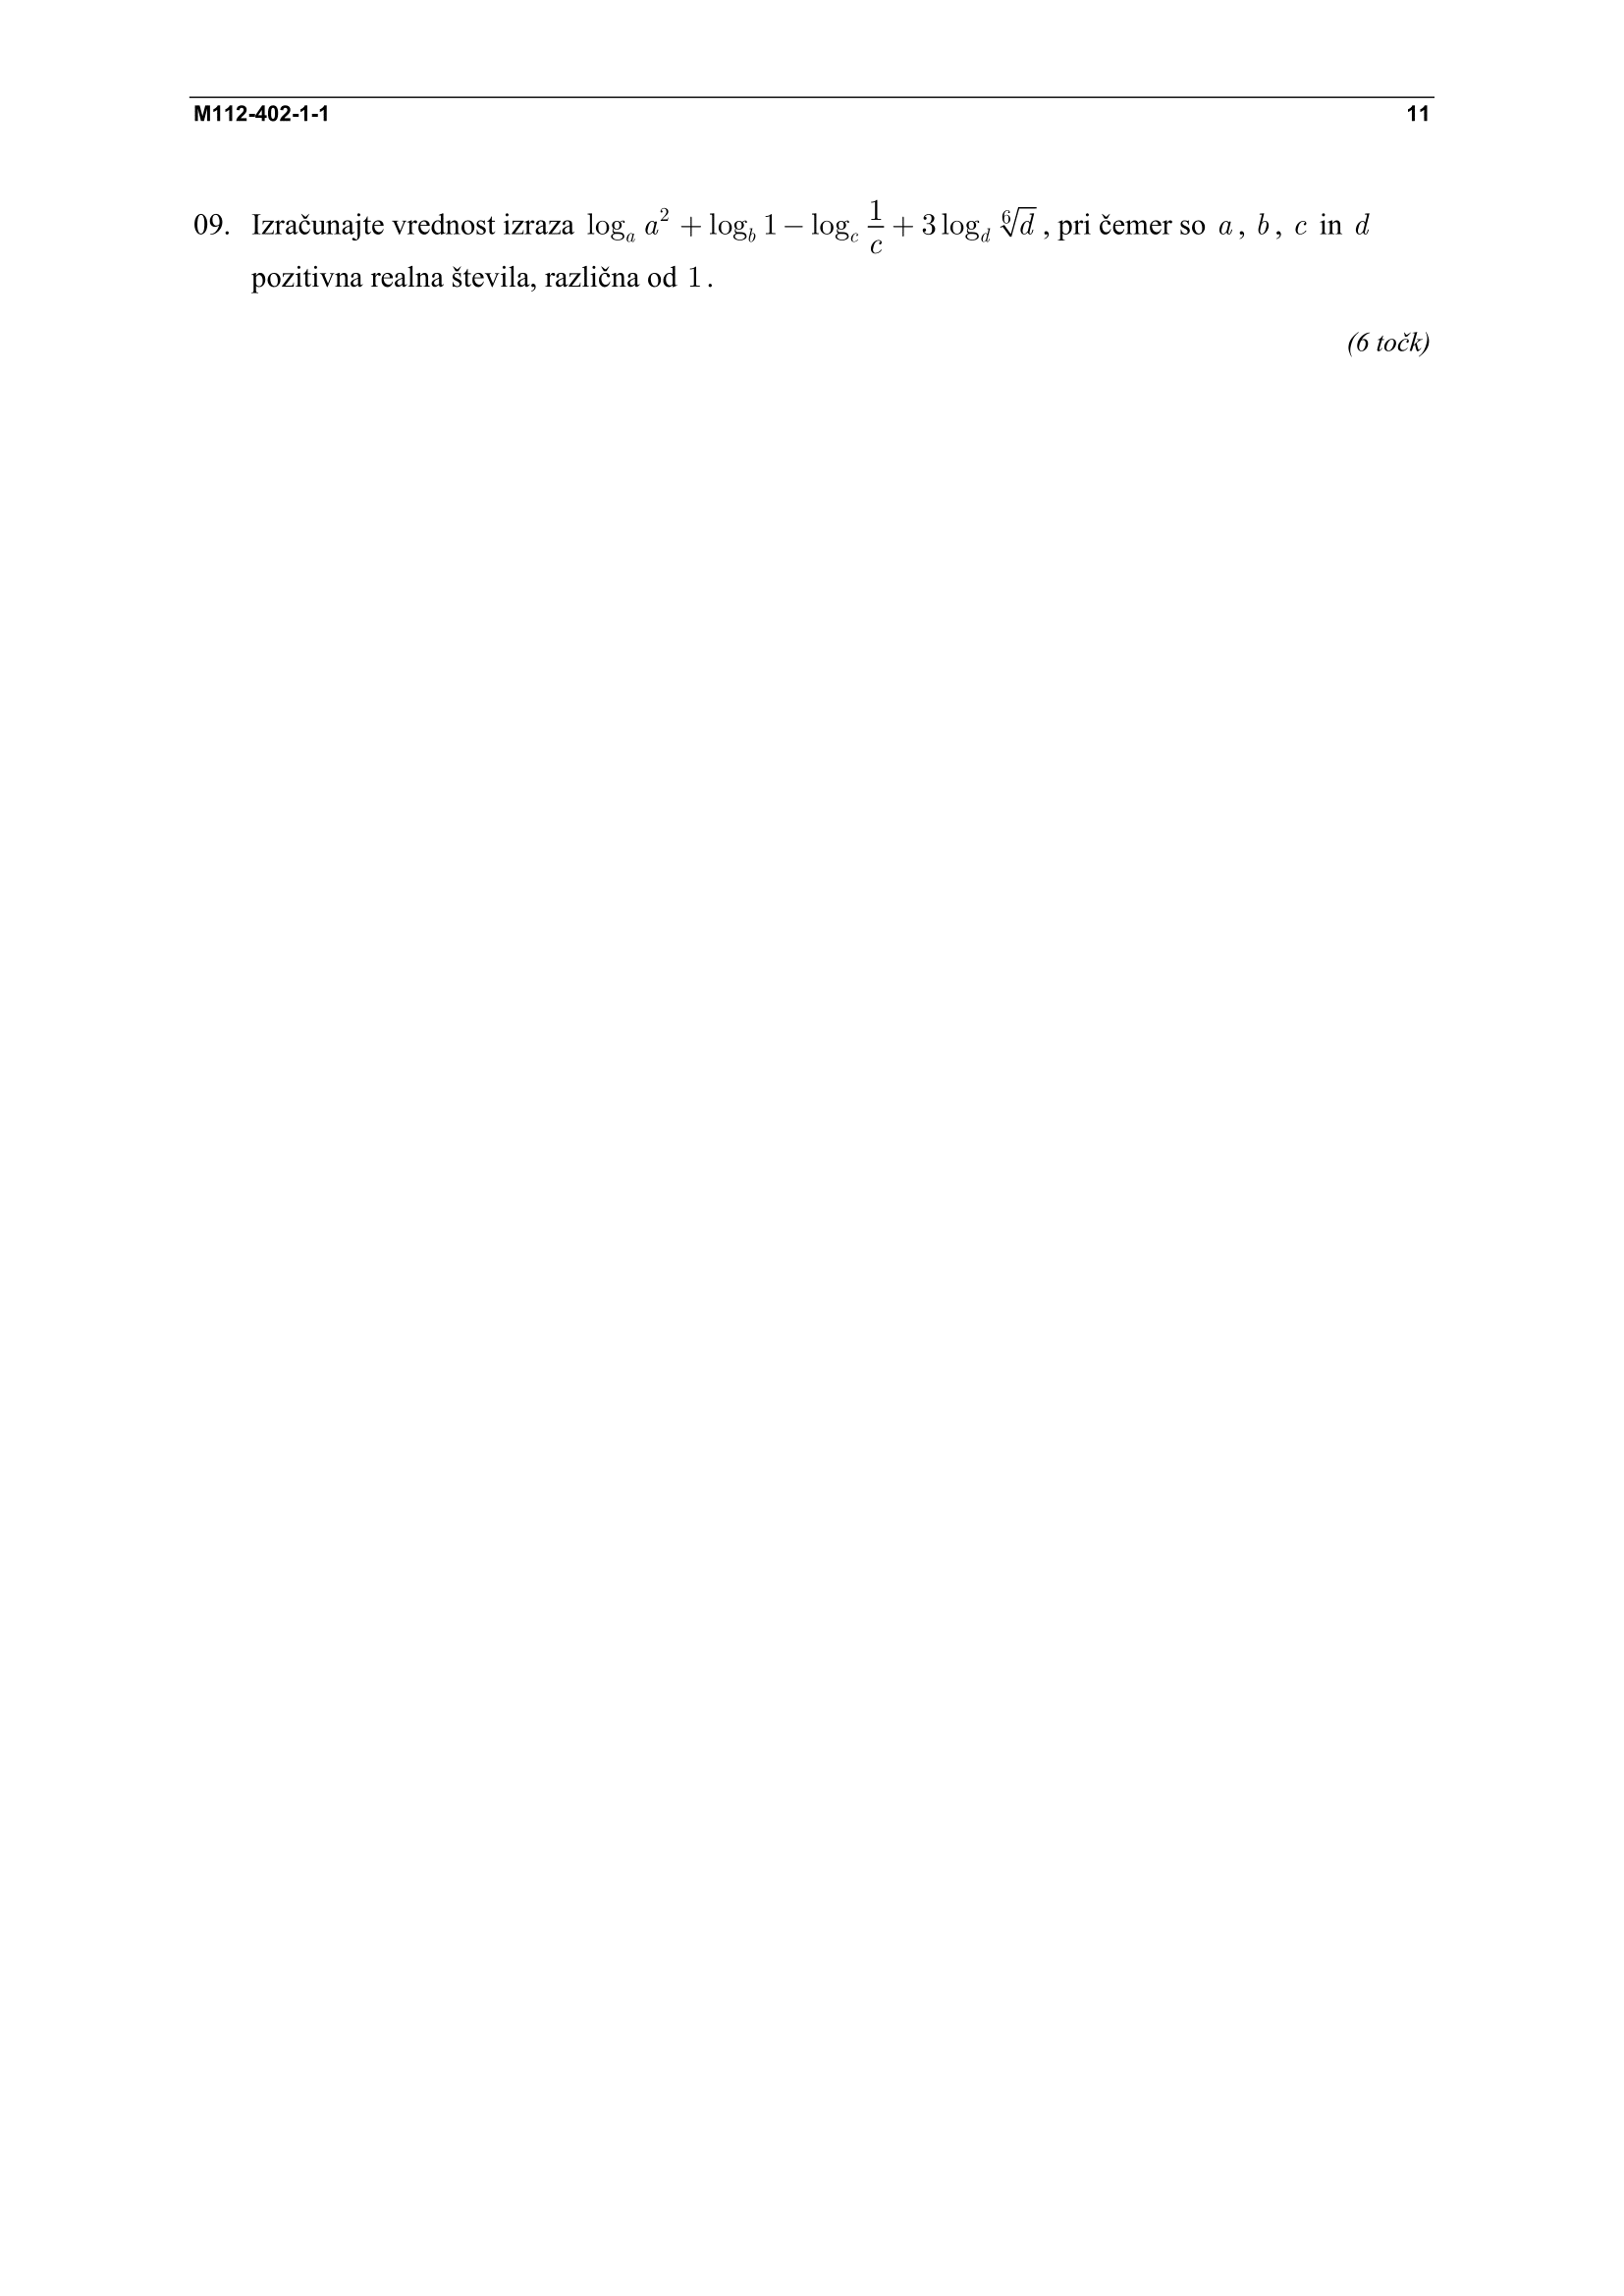 M112-402-1-1 11
09. Izračunajte vrednost izraza $\log_a a^2 + \log_b 1 - \log_c \frac{1}{c} + 3\log_d \sqrt[6]{d}$, pri čemer so $a$, $b$, $c$ in $d$
pozitivna realna števila, različna od 1.
(6 točk)